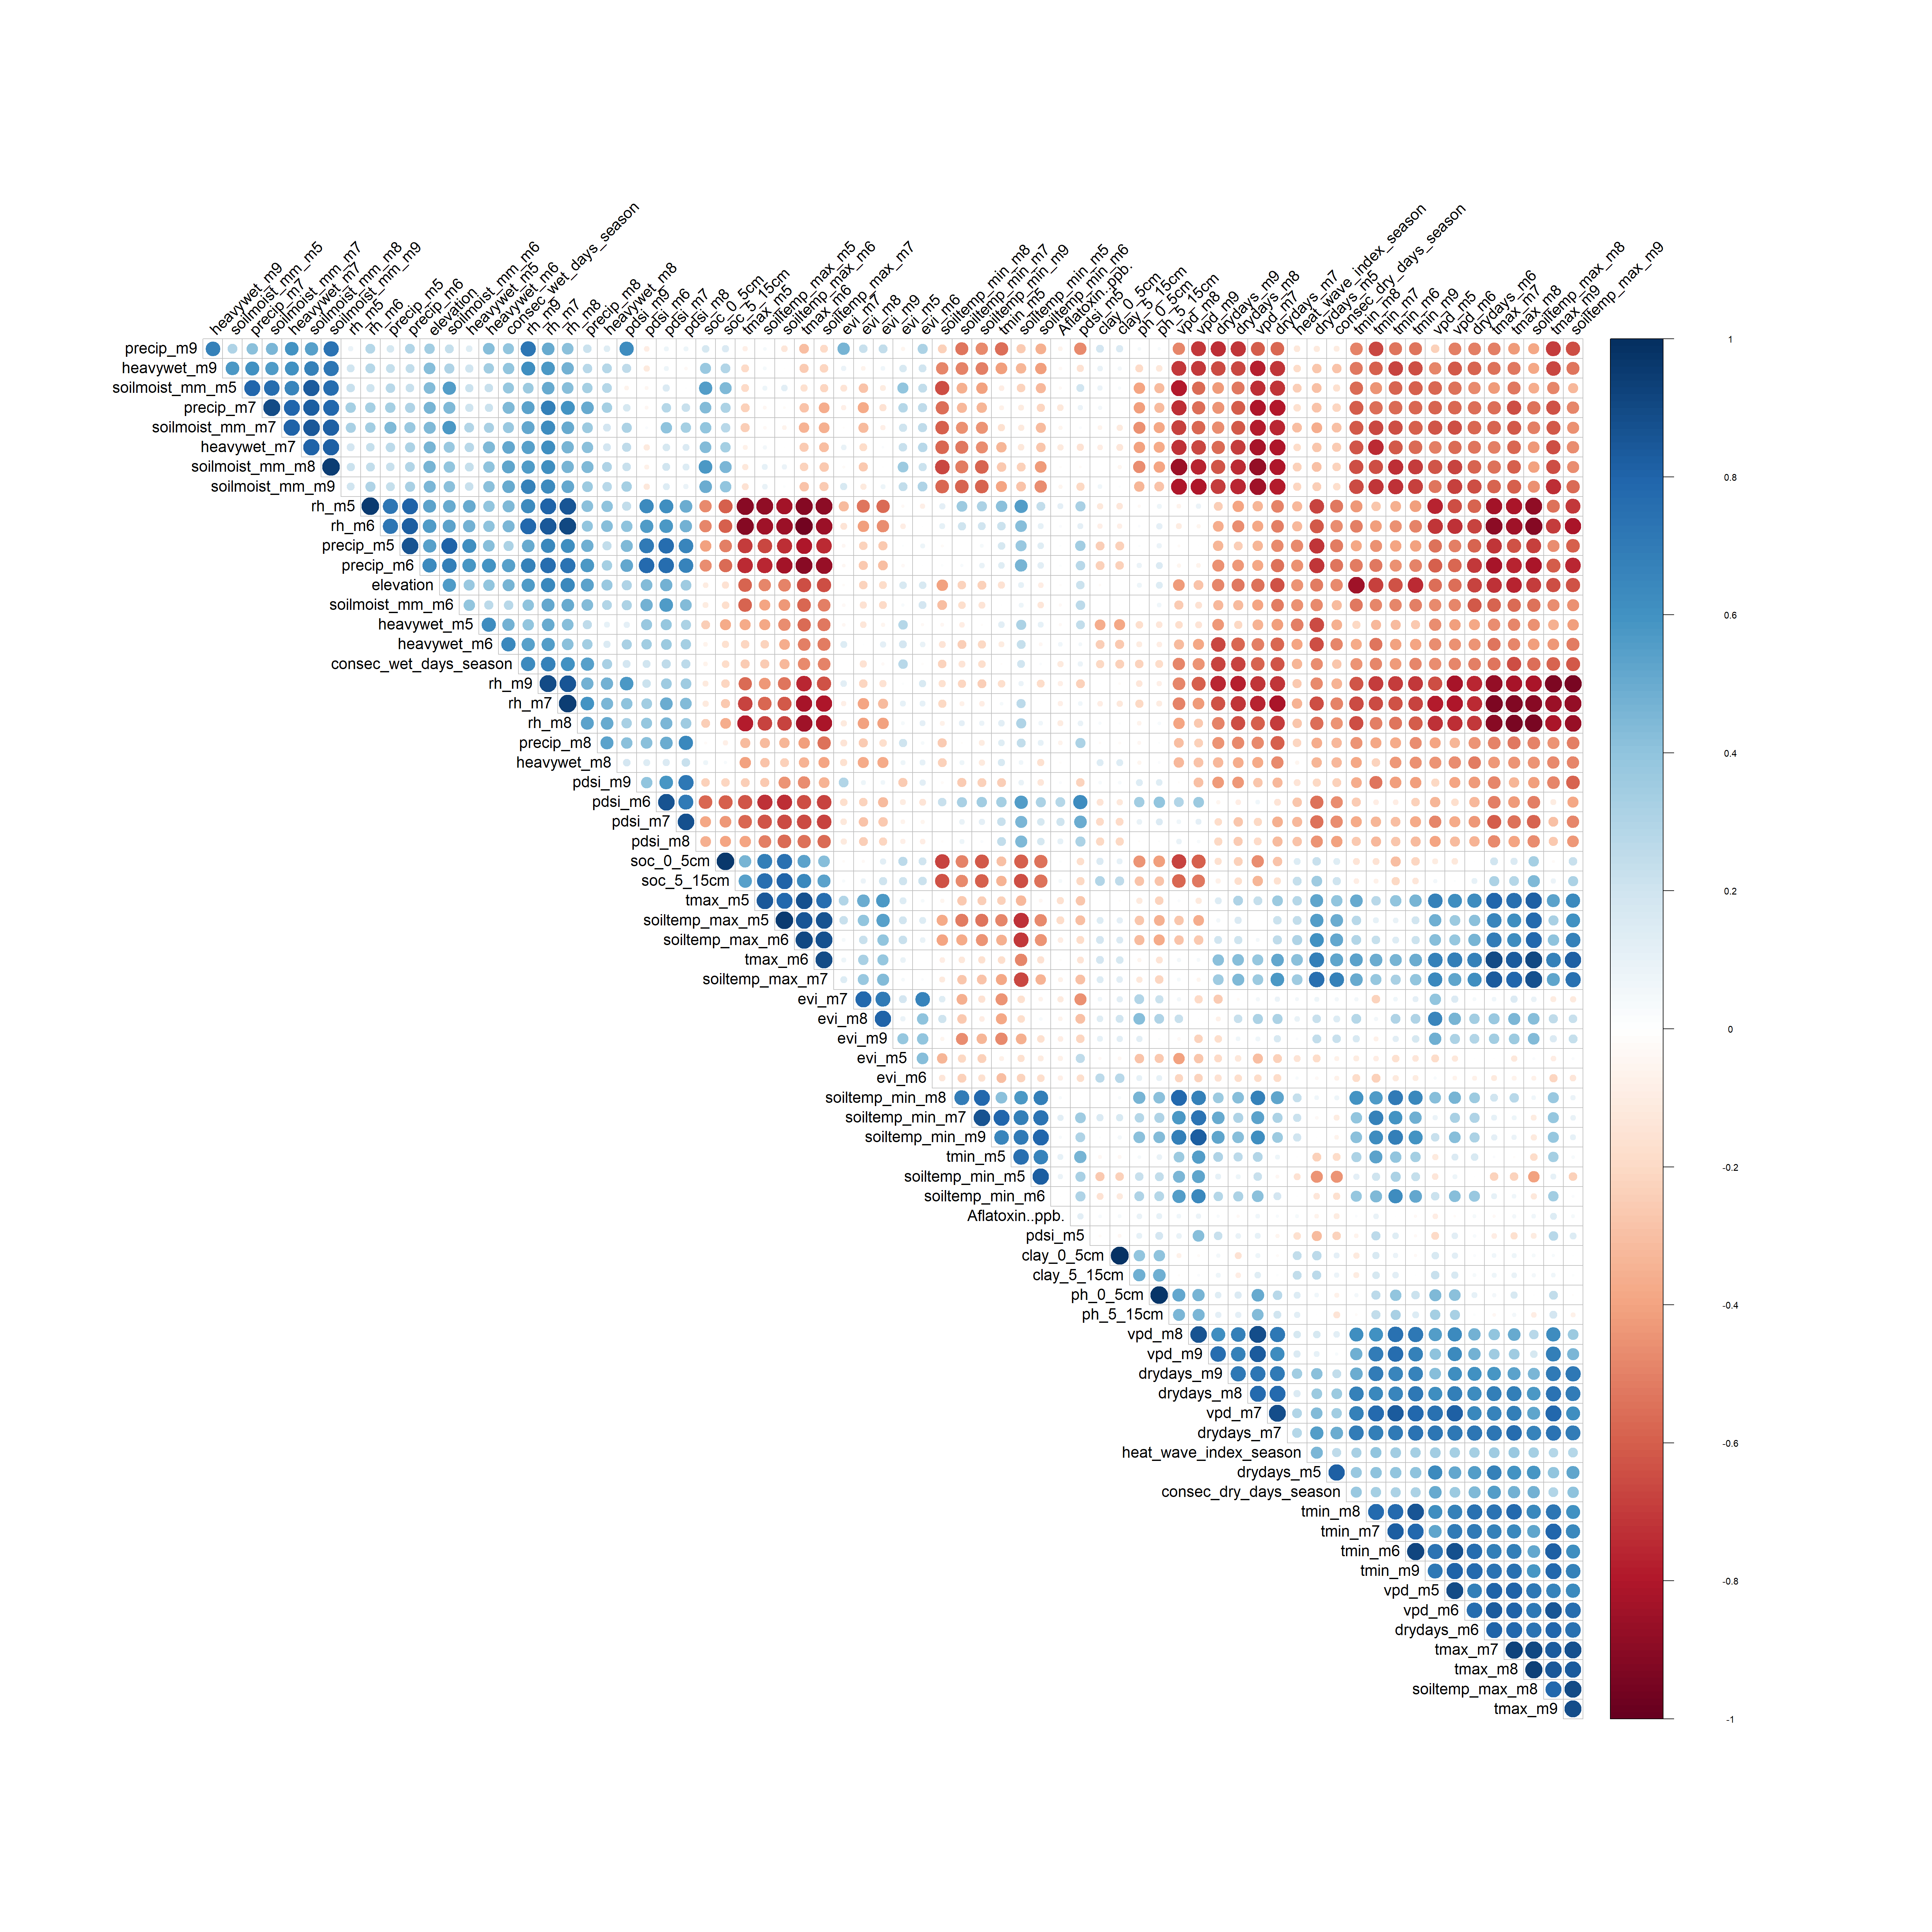 heavywet_m9
soilmoist_mm_m5
precip_m7
soilmoist_mm_m7
heavywet_m7
soilmoist_mm_m8
soilmoist_mm_m9
rh_m5
rh_m6
precip_m5
precip_m6
elevation
soilmoist_mm_m6
heavywet_m5
heavywet_m6
consec_wet_days_season
rh_m9
rh_m7
rh_m8
precip_m8
heavywet_m8
pdsi_m9
pdsi_m6
pdsi_m7
pdsi_m8
soc_0_5cm
soc_5_15cm
tmax_m5
soiltemp_max_m5
soiltemp_max_m6
tmax_m6
soiltemp_max_m7
evi_m7
evi_m8
evi_m9
evi_m5
evi_m6
soiltemp_min_m8
soiltemp_min_m7
soiltemp_min_m9
tmin_m5
soiltemp_min_m5
soiltemp_min_m6
Aflatoxin..ppb.
pdsi_m5
clay_0_5cm
clay_5_15cm
ph_0_5cm
ph_5_15cm
vpd_m8
vpd_m9
drydays_m9
drydays_m8
vpd_m7
drydays_m7
heat_wave_index_season
drydays_m5
consec_dry_days_season
tmin_m8
tmin_m7
tmin_m6
tmin_m9
vpd_m5
vpd_m6
drydays_m6
tmax_m7
tmax_m8
soiltemp_max_m8
tmax_m9
soiltemp_max_m9
precip_m9
heavywet_m9
soilmoist_mm_m5
precip_m7
soilmoist_mm_m7
heavywet_m7
soilmoist_mm_m8
soilmoist_mm_m9
rh_m5
rh_m6
precip_m5
precip_m6
elevation
soilmoist_mm_m6
heavywet_m5
heavywet_m6
consec_wet_days_season
rh_m9
rh_m7
rh_m8
precip_m8
heavywet_m8
pdsi_m9
pdsi_m6
pdsi_m7
pdsi_m8
soc_0_5cm
soc_5_15cm
tmax_m5
soiltemp_max_m5
soiltemp_max_m6
tmax_m6
soiltemp_max_m7
evi_m7
evi_m8
evi_m9
evi_m5
evi_m6
soiltemp_min_m8
soiltemp_min_m7
soiltemp_min_m9
tmin_m5
soiltemp_min_m5
soiltemp_min_m6
Aflatoxin..ppb.
pdsi_m5
clay_0_5cm
clay_5_15cm
ph_0_5cm
ph_5_15cm
vpd_m8
vpd_m9
drydays_m9
drydays_m8
vpd_m7
drydays_m7
heat_wave_index_season
drydays_m5
consec_dry_days_season
tmin_m8
tmin_m7
tmin_m6
tmin_m9
vpd_m5
vpd_m6
drydays_m6
tmax_m7
tmax_m8
soiltemp_max_m8
tmax_m9
1
0.8
0.6
0.4
0.2
0
-0.2
-0.4
-0.6
-0.8
-1